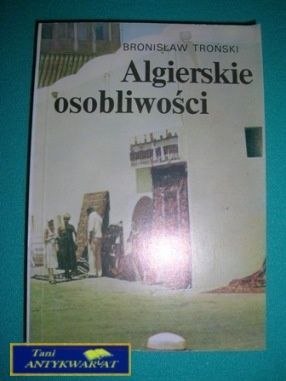 BRONISŁAW TROŃSKI
Algierskie
osobliwości
Tani
ANTYKWARIAT